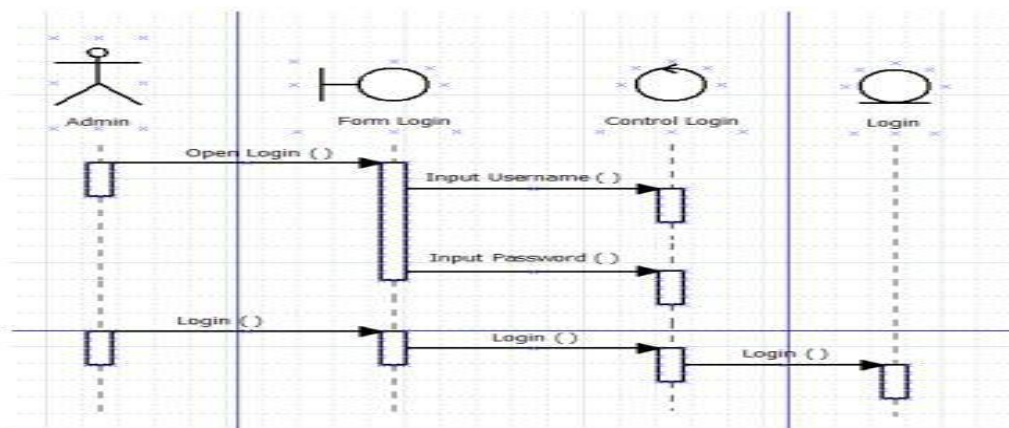 Admin
Form Login
Control Login
Login
Open Login ( )
Input Username ( )
Input Password ( )
Login ( )
Login ( )
Login ( )